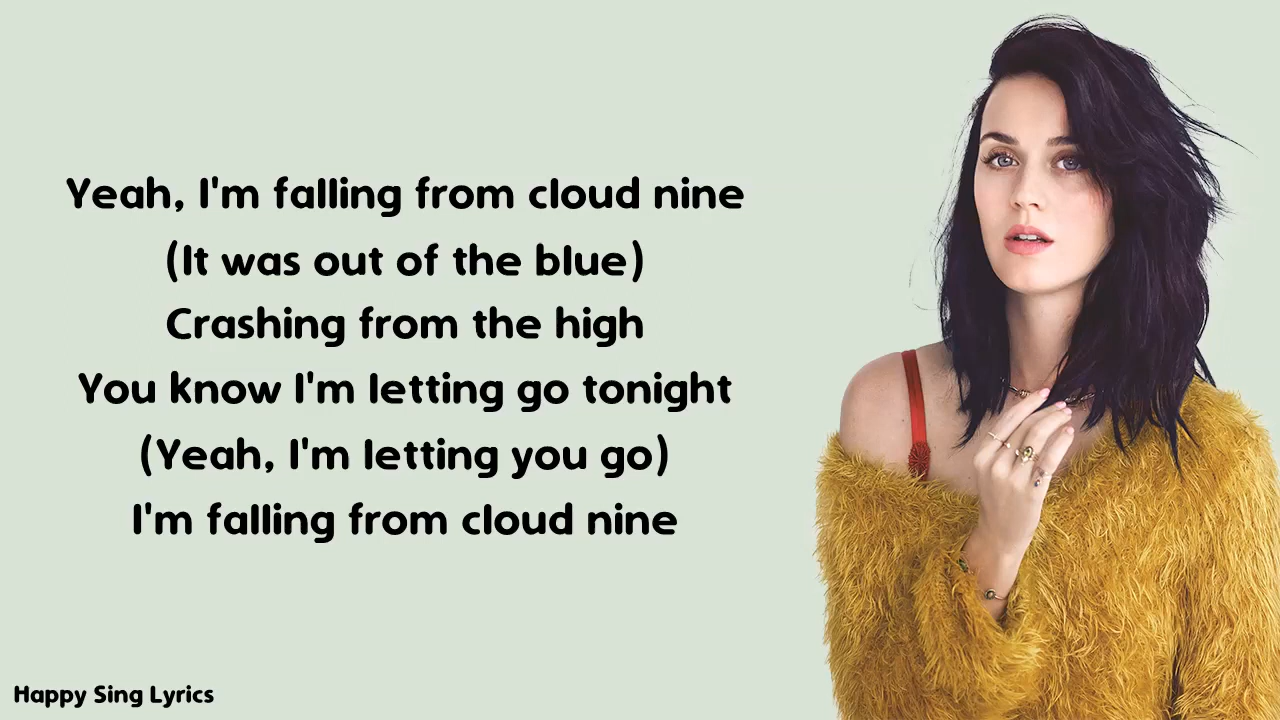 Yeah, I'm falling from cloud nine
(It was out of the blue)
Crashing from the high
You know I'm letting go tonight
(Yeah, I'm letting you go)
I'm falling from cloud nine
Happy Sing Lyrics